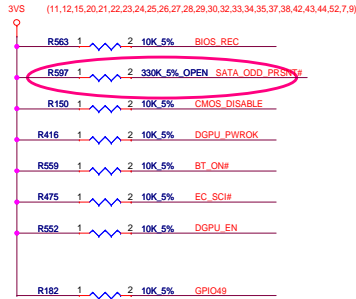 3VS (11,12,15,20,21,22,23,24,25,26,27,28,29,30,32,33,34,35,37,38,42,43,44,52,7,9)
R563 1 2 10K_5% BIOS_REC
R597 1 2 330K_5%_OPEN SATA_ODD_PRSNT#
R150 1 2 10K_5% CMOS_DISABLE
R416 1 2 10K_5% DGPU_PWROK
R559 1 2 10K_5% BT_ON#
R475 1 2 10K_5% EC_SCI#
R552 1 2 10K_5% DGPU_EN
R182 1 2 10K_5% GPIO49